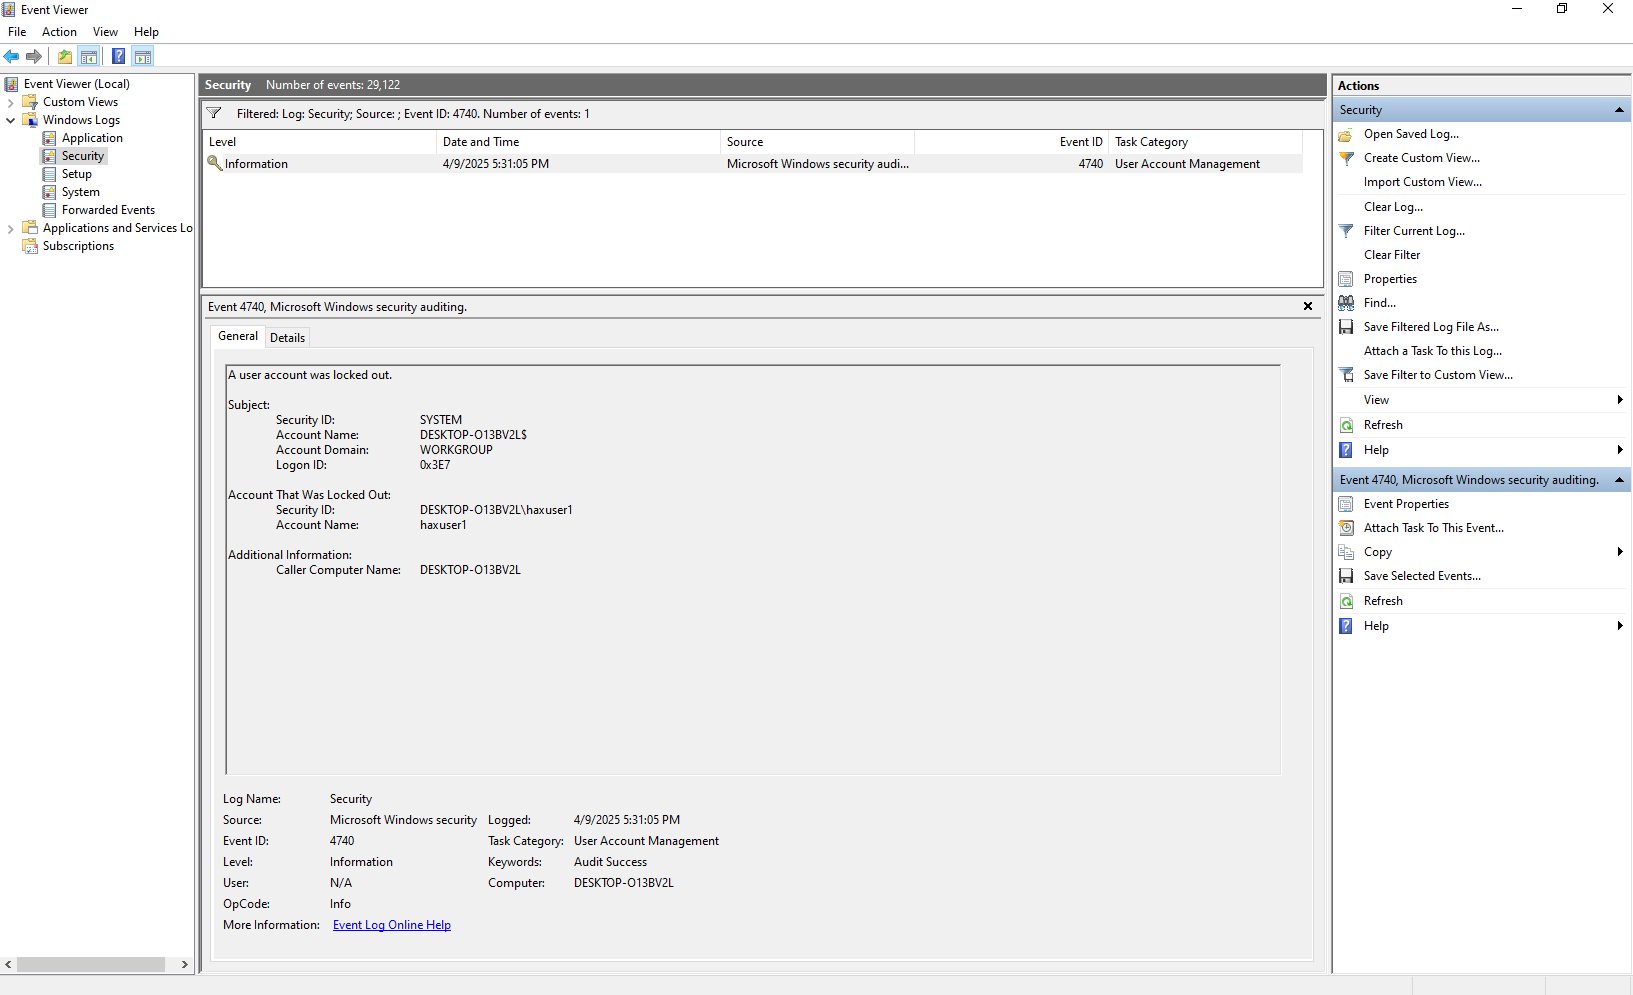 Event Viewer
File Action View Help
Event Viewer (Local)
Custom Views
Windows Logs
Application
Security
Setup
System
Forwarded Events
Applications and Services Lo
Subscriptions
Security Number of events: 29,122
Filtered: Log: Security; Source: ; Event ID: 4740. Number of events: 1
Level Date and Time Source Event ID Task Category
Information 4/9/2025 5:31:05 PM Microsoft Windows security audi... 4740 User Account Management
Event 4740, Microsoft Windows security auditing.
General Details
A user account was locked out.
Subject:
Security ID: SYSTEM
Account Name: DESKTOP-O13BV2L$
Account Domain: WORKGROUP
Logon ID: 0x3E7
Account That Was Locked Out:
Security ID: DESKTOP-O13BV2L\haxuser1
Account Name: haxuser1
Additional Information:
Caller Computer Name: DESKTOP-O13BV2L
Log Name: Security
Source: Microsoft Windows security Logged: 4/9/2025 5:31:05 PM
Event ID: 4740 Task Category: User Account Management
Level: Information Keywords: Audit Success
User: N/A Computer: DESKTOP-O13BV2L
OpCode: Info
More Information: Event Log Online Help
Actions
Security
Open Saved Log...
Create Custom View...
Import Custom View...
Clear Log...
Filter Current Log...
Clear Filter
Properties
Find...
Save Filtered Log File As...
Attach a Task To this Log...
Save Filter to Custom View...
View
Refresh
Help
Event 4740, Microsoft Windows security auditing.
Event Properties
Attach Task To This Event...
Copy
Save Selected Events...
Refresh
Help